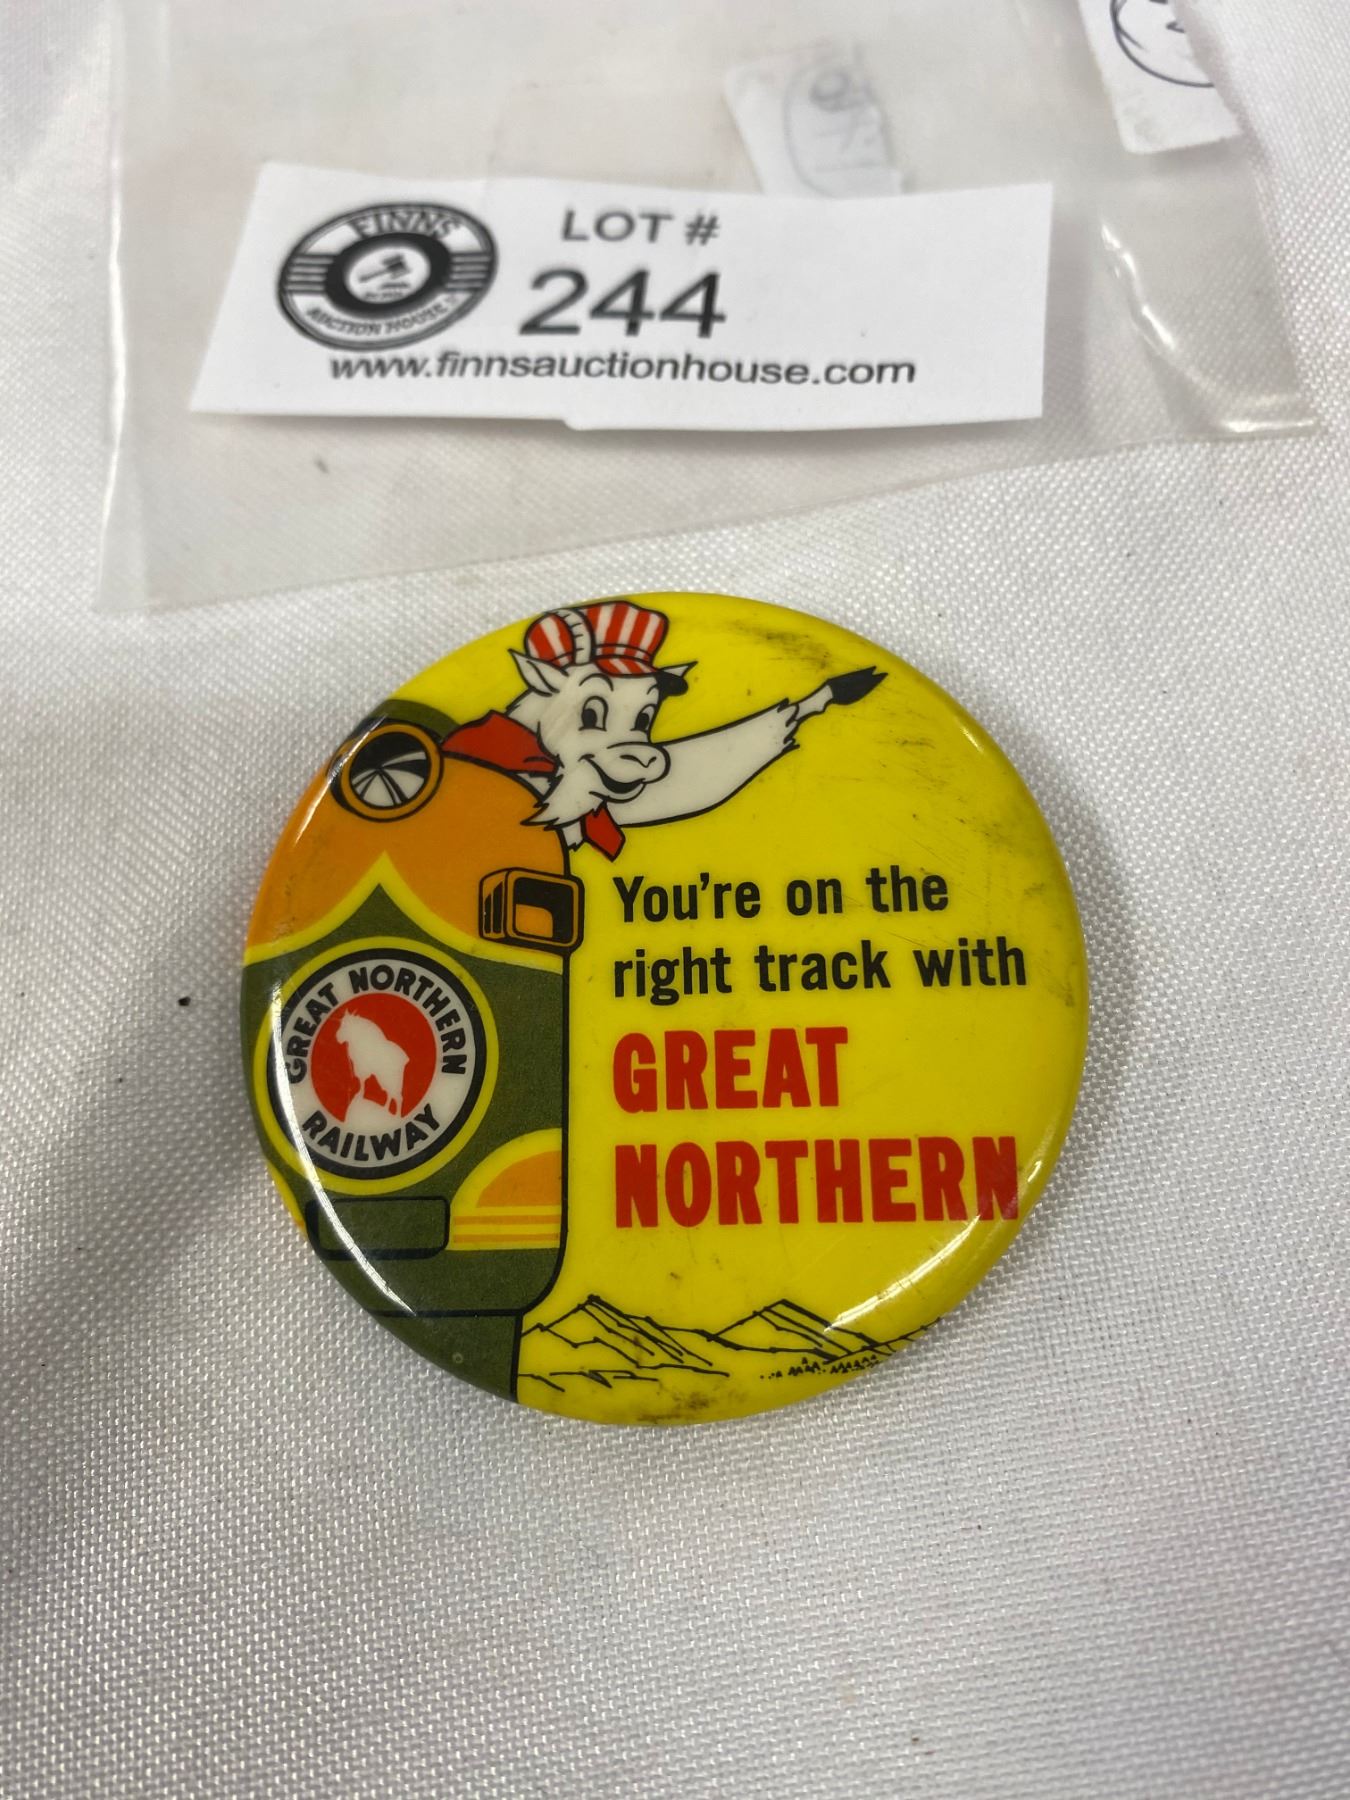 FINNS
AUCTION HOUSE
LOT #
244
www.finnsauctionhouse.com
You're on the
right track with
GREAT
NORTHERN
GREAT NORTHERN
RAILWAY